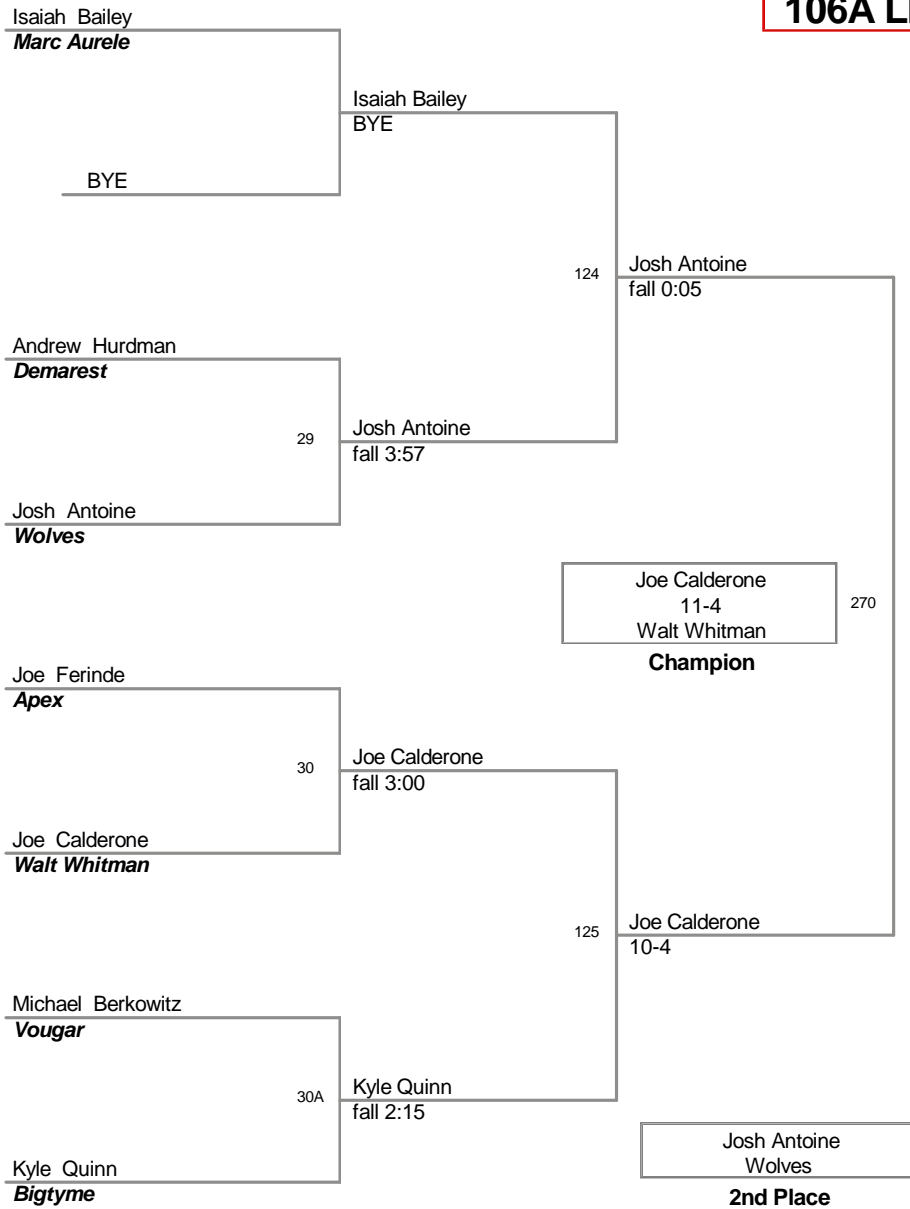 106A
Isaiah Bailey
Marc Aurele
Isaiah Bailey
BYE
BYE
124
Josh Antoine
fall 0:05
Andrew Hurdman
Demarest
29
Josh Antoine
fall 3:57
Josh Antoine
Wolves
Joe Calderone
11-4
Walt Whitman
270
Champion
Joe Ferinde
Apex
30
Joe Calderone
fall 3:00
Joe Calderone
Walt Whitman
125
Joe Calderone
10-4
Michael Berkowitz
Vougar
30A
Kyle Quinn
fall 2:15
Kyle Quinn
Bigtyme
Josh Antoine
Wolves
2nd Place